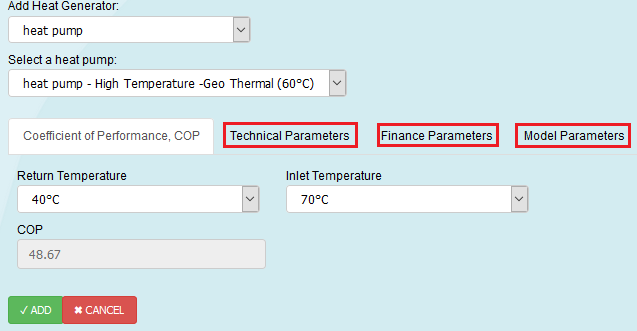 Add Heat Generator:
heat pump
Select a heat pump:
heat pump - High Temperature -Geo Thermal (60°C)
Coefficient of Performance, COP Technical Parameters Finance Parameters Model Parameters
Return Temperature Inlet Temperature
40°C 70°C
COP
48.67
✓ ADD ✖ CANCEL